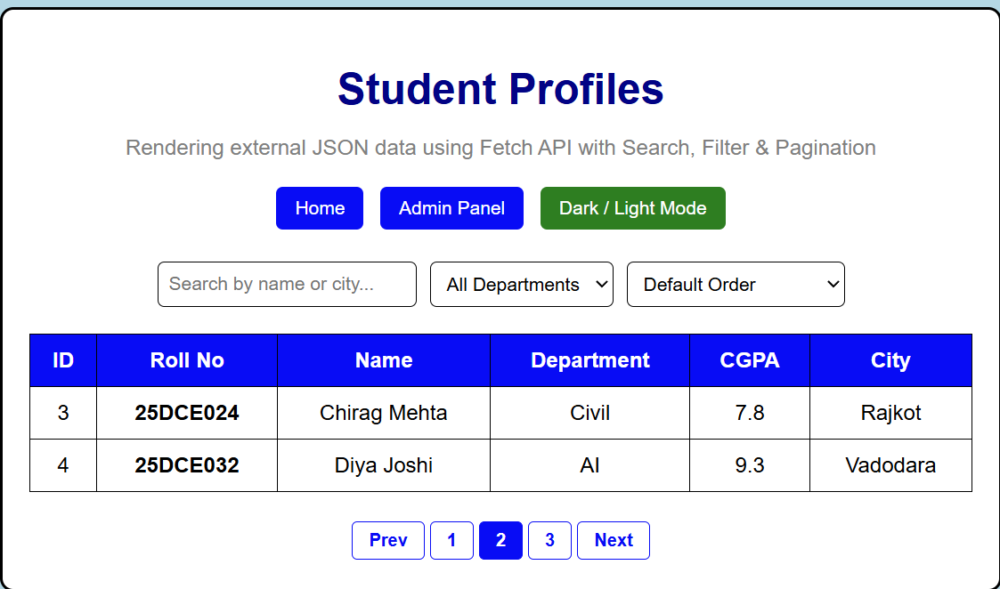 Student Profiles
Rendering external JSON data using Fetch API with Search, Filter & Pagination
Home Admin Panel Dark / Light Mode
Search by name or city... All Departments Default Order
ID Roll No Name Department CGPA City
3 25DCE024 Chirag Mehta Civil 7.8 Rajkot
4 25DCE032 Diya Joshi AI 9.3 Vadodara
Prev 1 2 3 Next